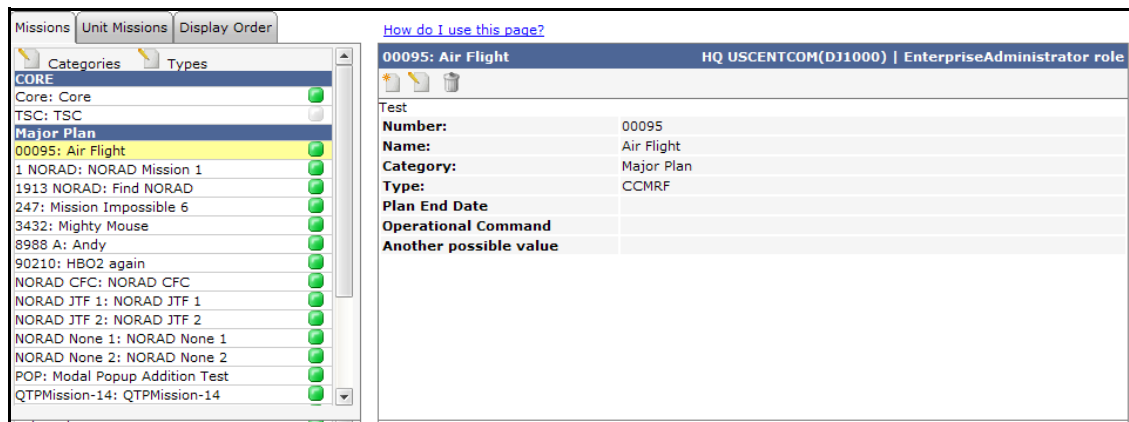 Missions Unit Missions Display Order
Categories Types
CORE
Core: Core
TSC: TSC
Major Plan
00095: Air Flight
1 NORAD: NORAD Mission 1
1913 NORAD: Find NORAD
247: Mission Impossible 6
3432: Mighty Mouse
8988 A: Andy
90210: HBO2 again
NORAD CFC: NORAD CFC
NORAD JTF 1: NORAD JTF 1
NORAD JTF 2: NORAD JTF 2
NORAD None 1: NORAD None 1
NORAD None 2: NORAD None 2
POP: Modal Popup Addition Test
QTPMission-14: QTPMission-14
How do I use this page?
00095: Air Flight HQ USCENTCOM(DJ1000) | EnterpriseAdministrator role
Test
Number: 00095
Name: Air Flight
Category: Major Plan
Type: CCMRF
Plan End Date
Operational Command
Another possible value